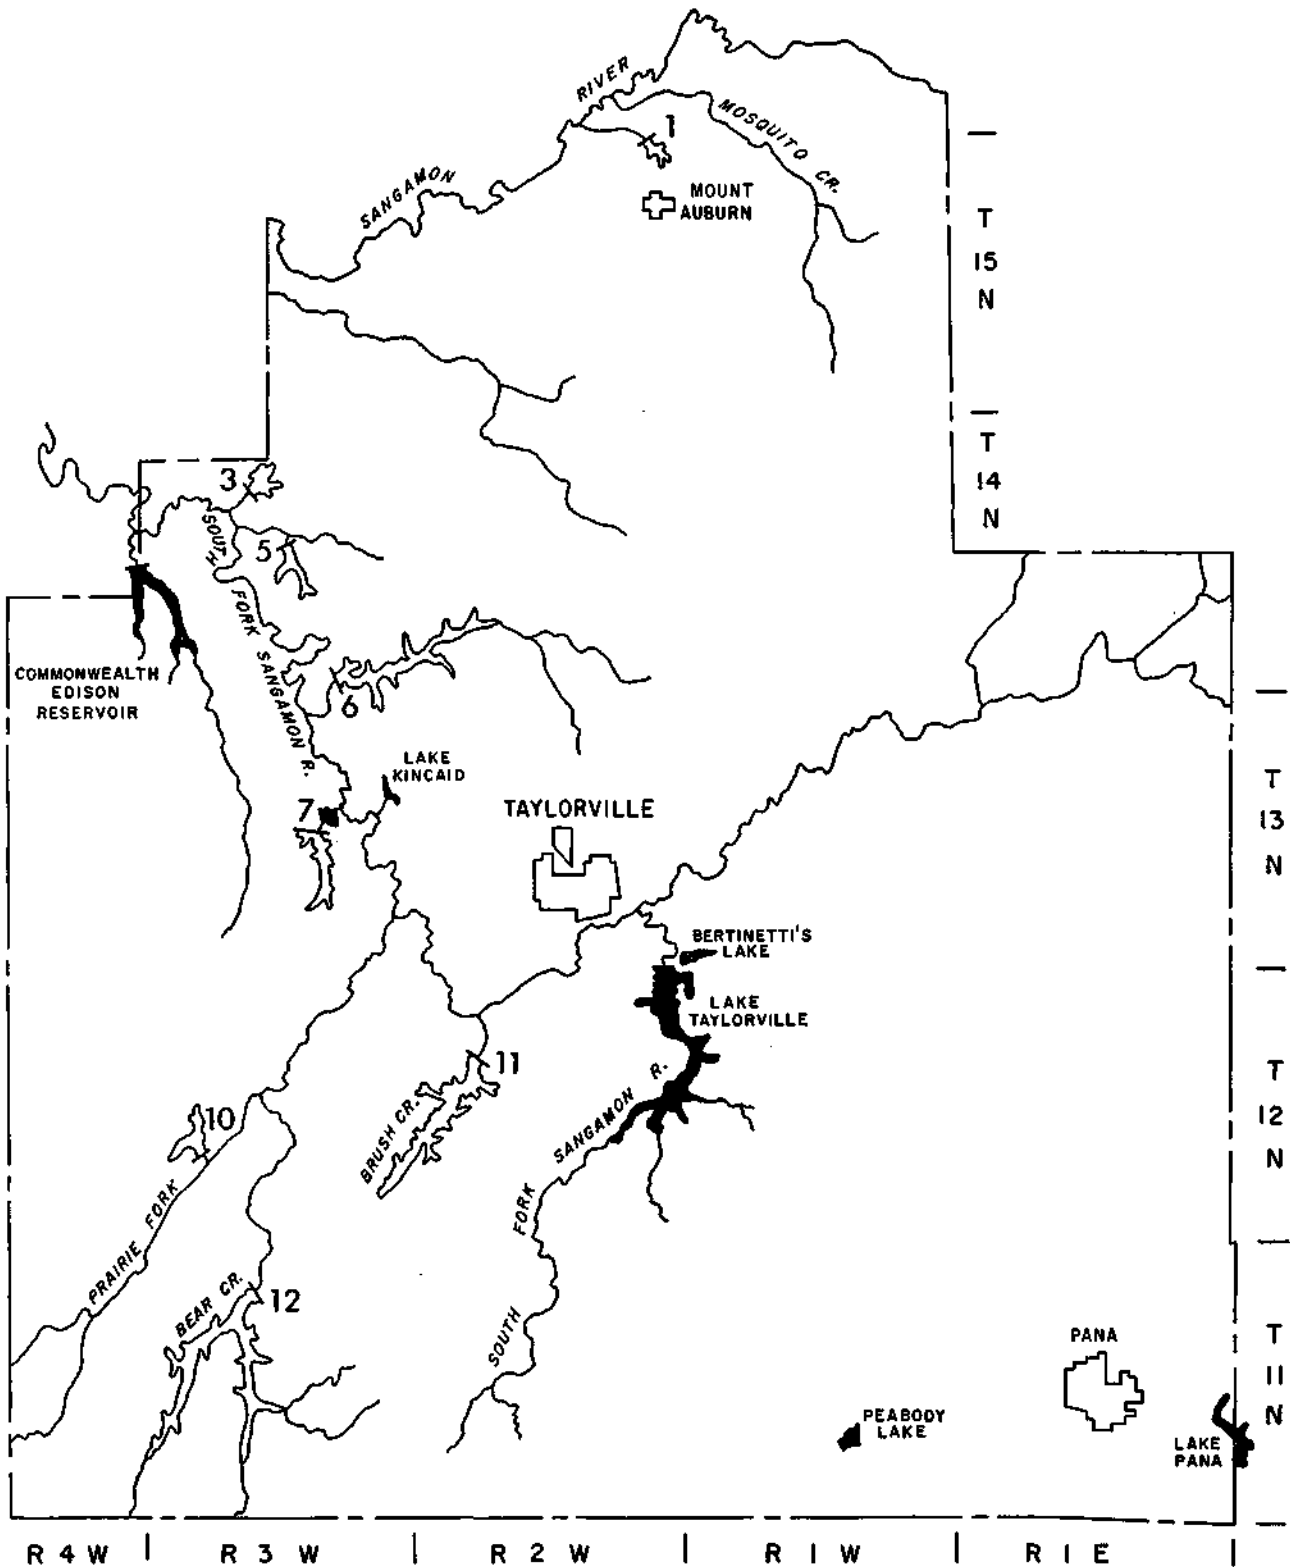 RIVER
SANGAMON
MOSQUITO CR.
1
MOUNT
AUBURN
T
15
N
T
14
N
3
5
SOUTH
FORK SANGAMON R.
6
COMMONWEALTH
EDISON
RESERVOIR
LAKE
KINCAID
7
TAYLORVILLE
T
13
N
BERTINETTI'S
LAKE
LAKE
TAYLORVILLE
11
BRUSH CR.
10
PRAIRIE FORK
SANGAMON R.
FORK
SOUTH
T
12
N
BEAR CR.
12
PANA
T
11
N
PEABODY
LAKE
LAKE
PANA
R 4 W
R 3 W
R 2 W
R 1 W
R 1 E